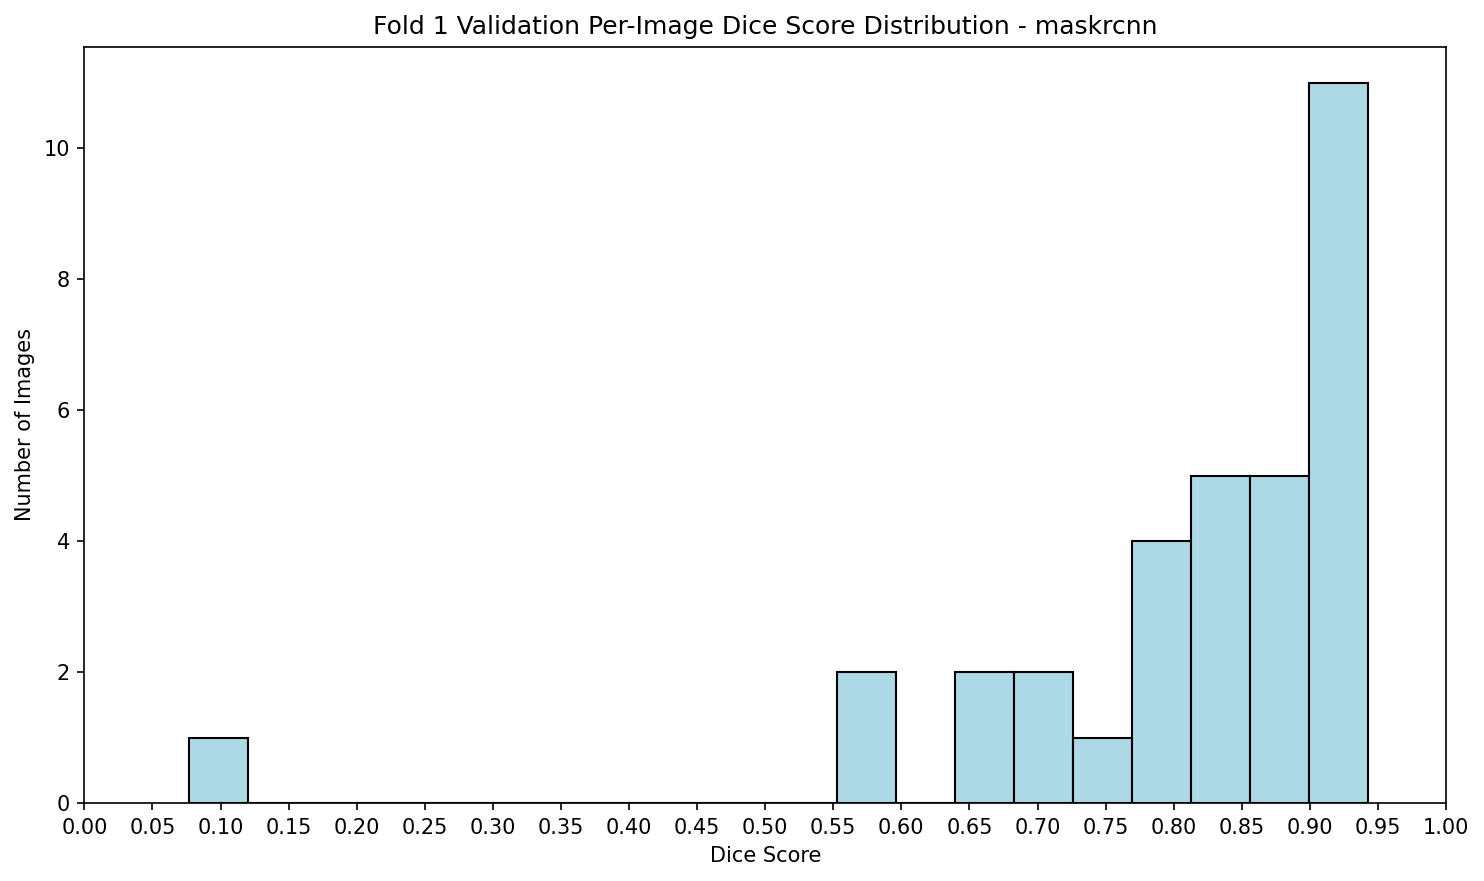 Fold 1 Validation Per-Image Dice Score Distribution - maskrcnn
Number of Images
10
8
6
4
2
0
0.00 0.05 0.10 0.15 0.20 0.25 0.30 0.35 0.40 0.45 0.50 0.55 0.60 0.65 0.70 0.75 0.80 0.85 0.90 0.95 1.00
Dice Score